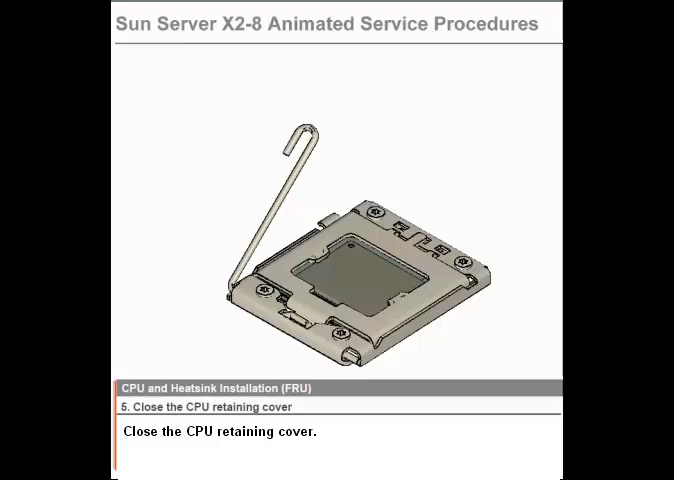 Sun Server X2-8 Animated Service Procedures
CPU and Heatsink Installation (FRU)
5. Close the CPU retaining cover
Close the CPU retaining cover.